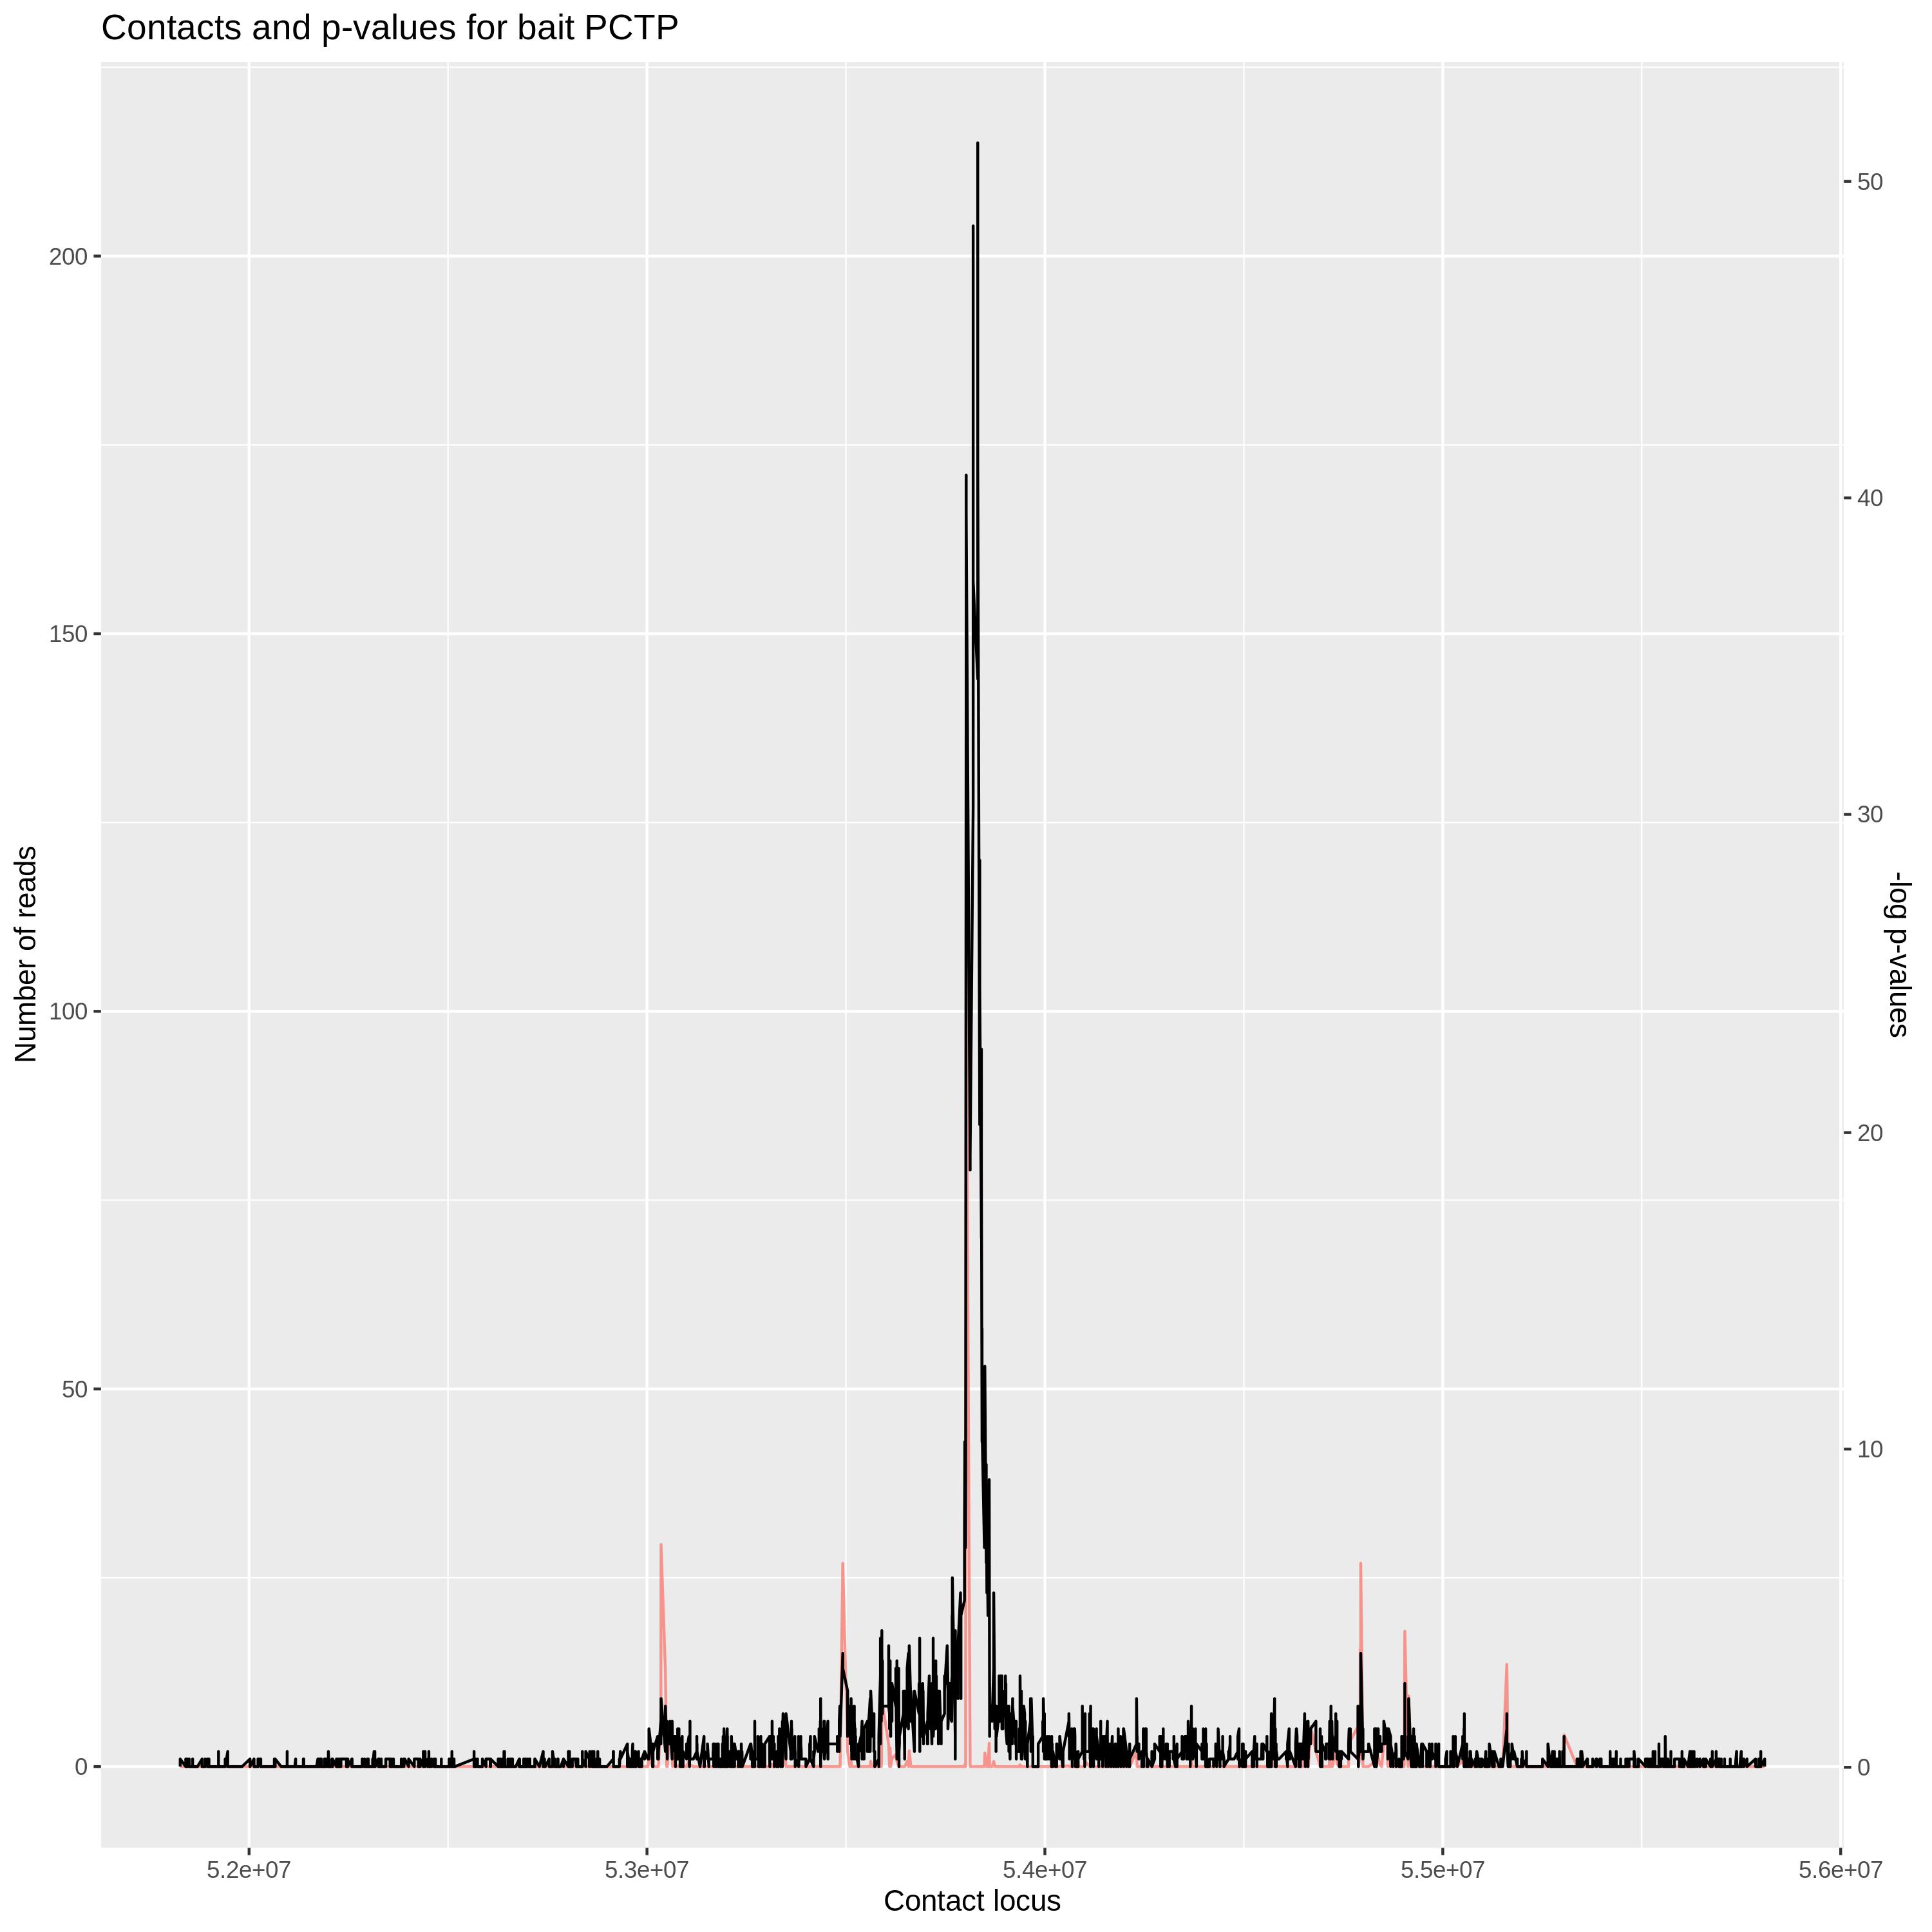 Contacts and p-values for bait PCTP
Number of reads
200
150
100
50
0
50
40
30
20
10
0
-log p-values
5.2e+07
5.3e+07
5.4e+07
5.5e+07
5.6e+07
Contact locus